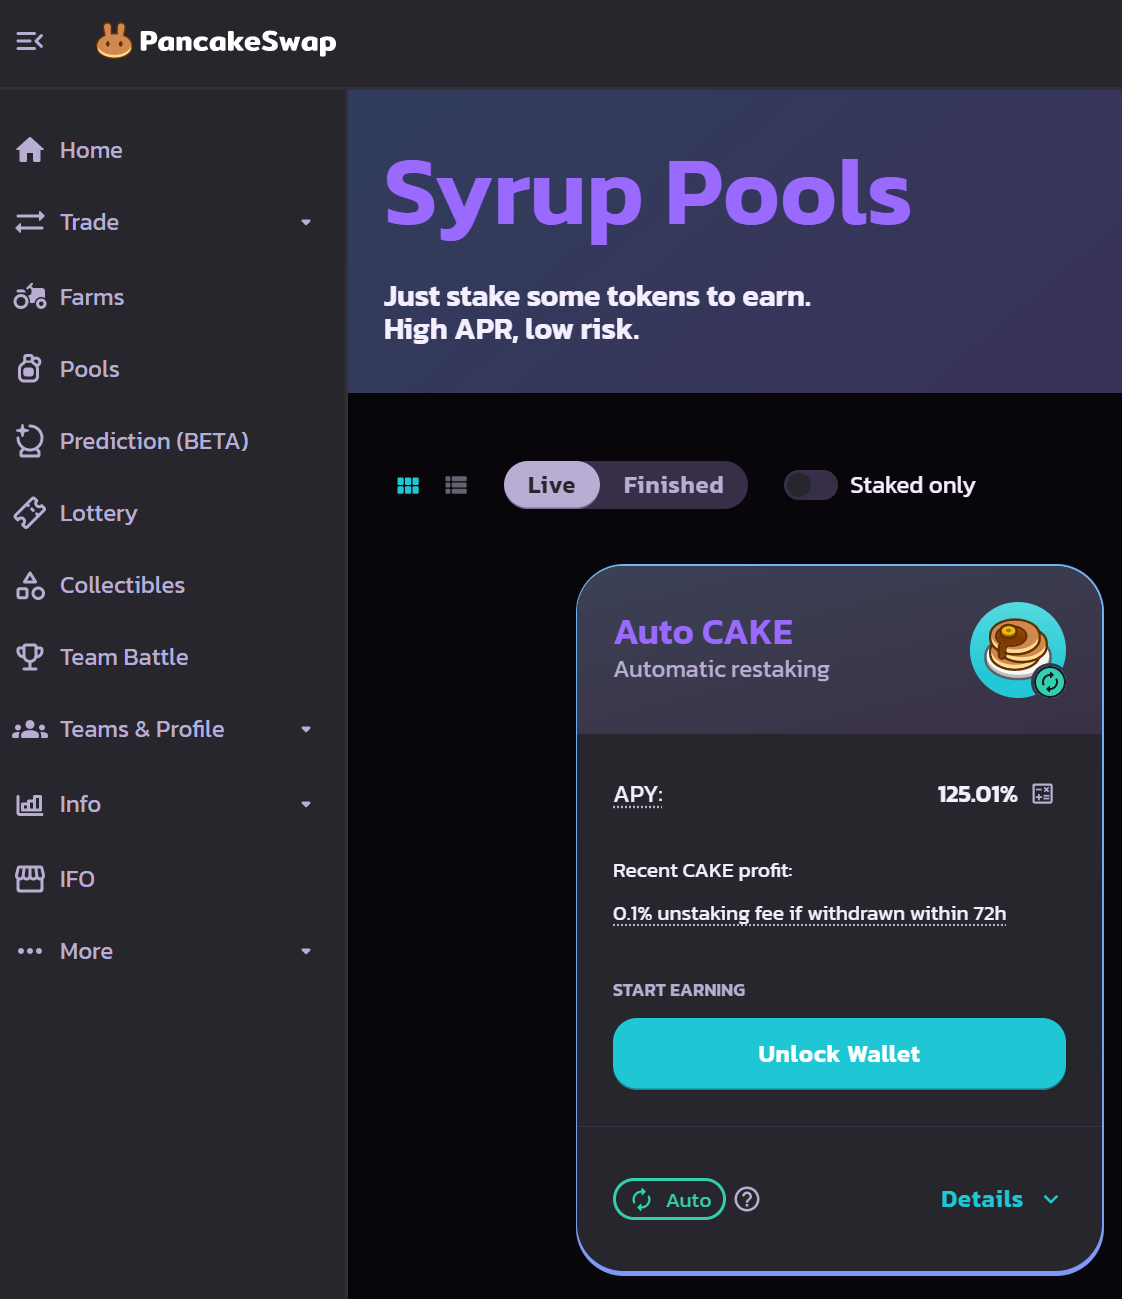 PancakeSwap
Home
Trade
Farms
Pools
Prediction (BETA)
Lottery
Collectibles
Team Battle
Teams & Profile
Info
IFO
More
Syrup Pools
Just stake some tokens to earn.
High APR, low risk.
Live
Finished
Staked only
Auto CAKE
Automatic restaking
APY:
125.01%
Recent CAKE profit:
0.1% unstaking fee if withdrawn within 72h
START EARNING
Unlock Wallet
Auto
Details